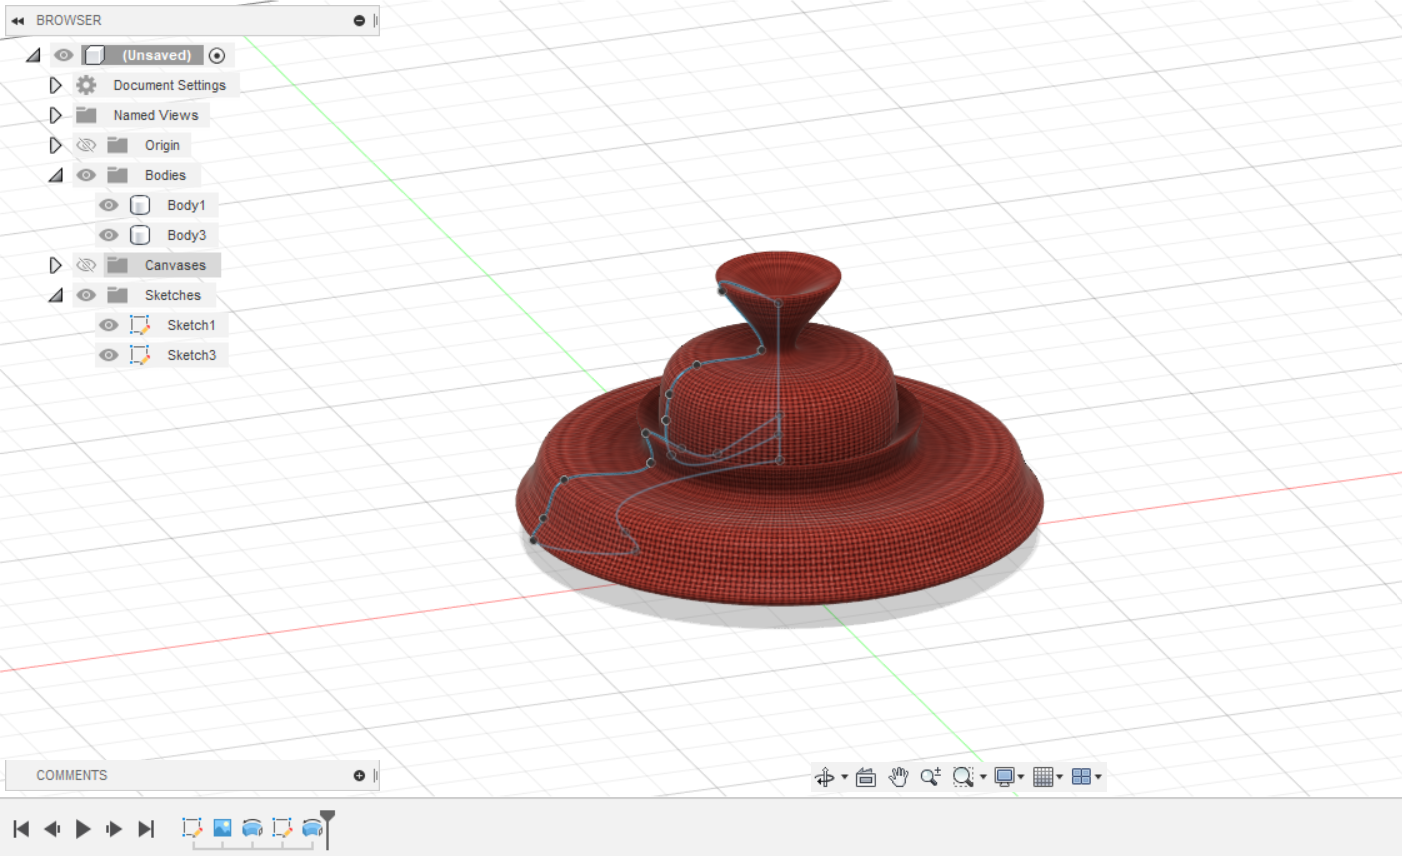 BROWSER
(Unsaved)
Document Settings
Named Views
Origin
Bodies
Body1
Body3
Canvases
Sketches
Sketch1
Sketch3
COMMENTS